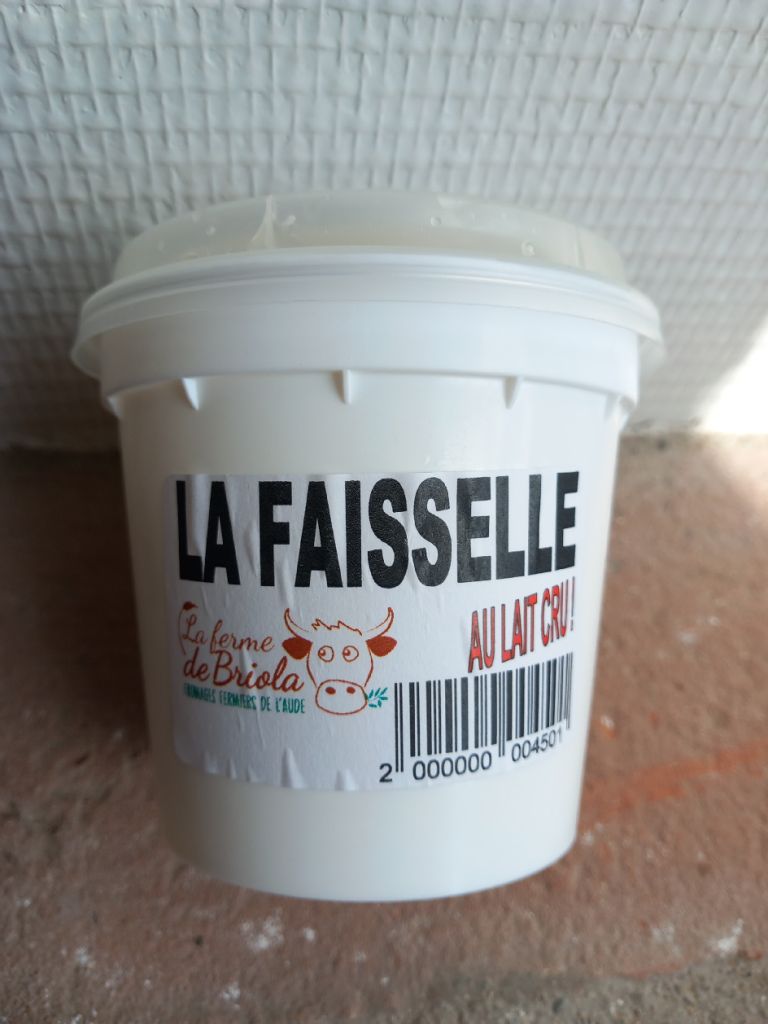 LA FAISSELLE
AU LAIT CRU !
La ferme
de Briola
FROMAGES FERMIERS DE L'AUDE
2 000000 004501